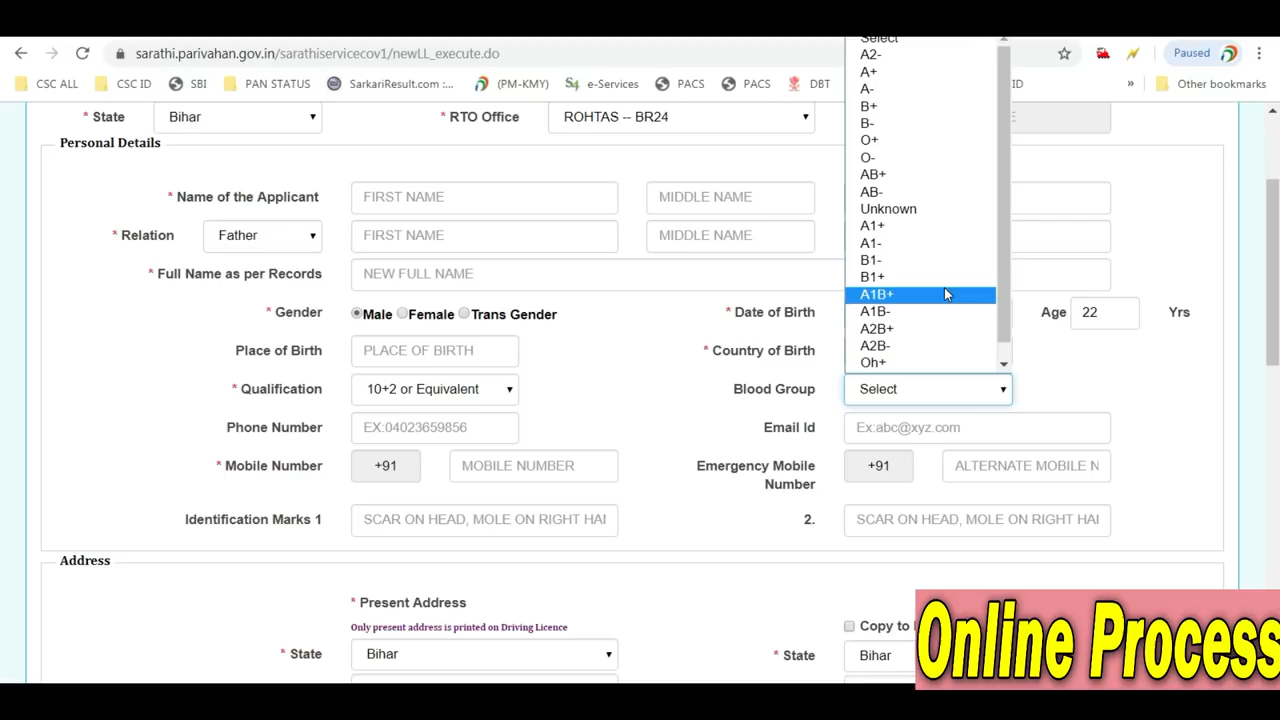 sarathi.parivahan.gov.in/sarathiservicecov1/newLL_execute.do
Paused
CSC ALL
CSC ID
SBI
PAN STATUS
SarkariResult.com :...
(PM-KMY)
e-Services
PACS
PACS
DBT
ID
»
Other bookmarks
* State
Bihar
* RTO Office
ROHTAS -- BR24
Personal Details
* Name of the Applicant
FIRST NAME
MIDDLE NAME
* Relation
Father
FIRST NAME
MIDDLE NAME
* Full Name as per Records
NEW FULL NAME
* Gender
Male
Female
Trans Gender
* Date of Birth
Age
22
Yrs
Place of Birth
PLACE OF BIRTH
* Country of Birth
* Qualification
10+2 or Equivalent
Blood Group
Select
Select
A2-
A+
A-
B+
B-
O+
O-
AB+
AB-
Unknown
A1+
A1-
B1-
B1+
A1B+
A1B-
A2B+
A2B-
Oh+
Phone Number
EX:04023659856
Email Id
Ex:abc@xyz.com
* Mobile Number
+91
MOBILE NUMBER
Emergency Mobile
Number
+91
ALTERNATE MOBILE N
Identification Marks 1
SCAR ON HEAD, MOLE ON RIGHT HAI
2.
SCAR ON HEAD, MOLE ON RIGHT HAI
Address
* Present Address
Only present address is printed on Driving Licence
Copy to
* State
Bihar
* State
Bihar
Online Process